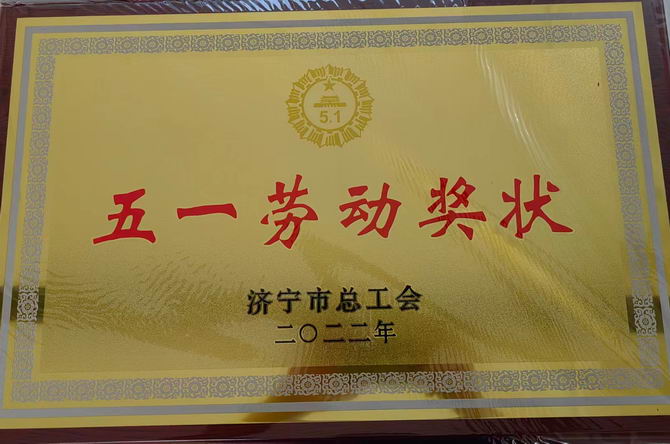 5.1
五一劳动奖状
济宁市总工会
二〇二二年